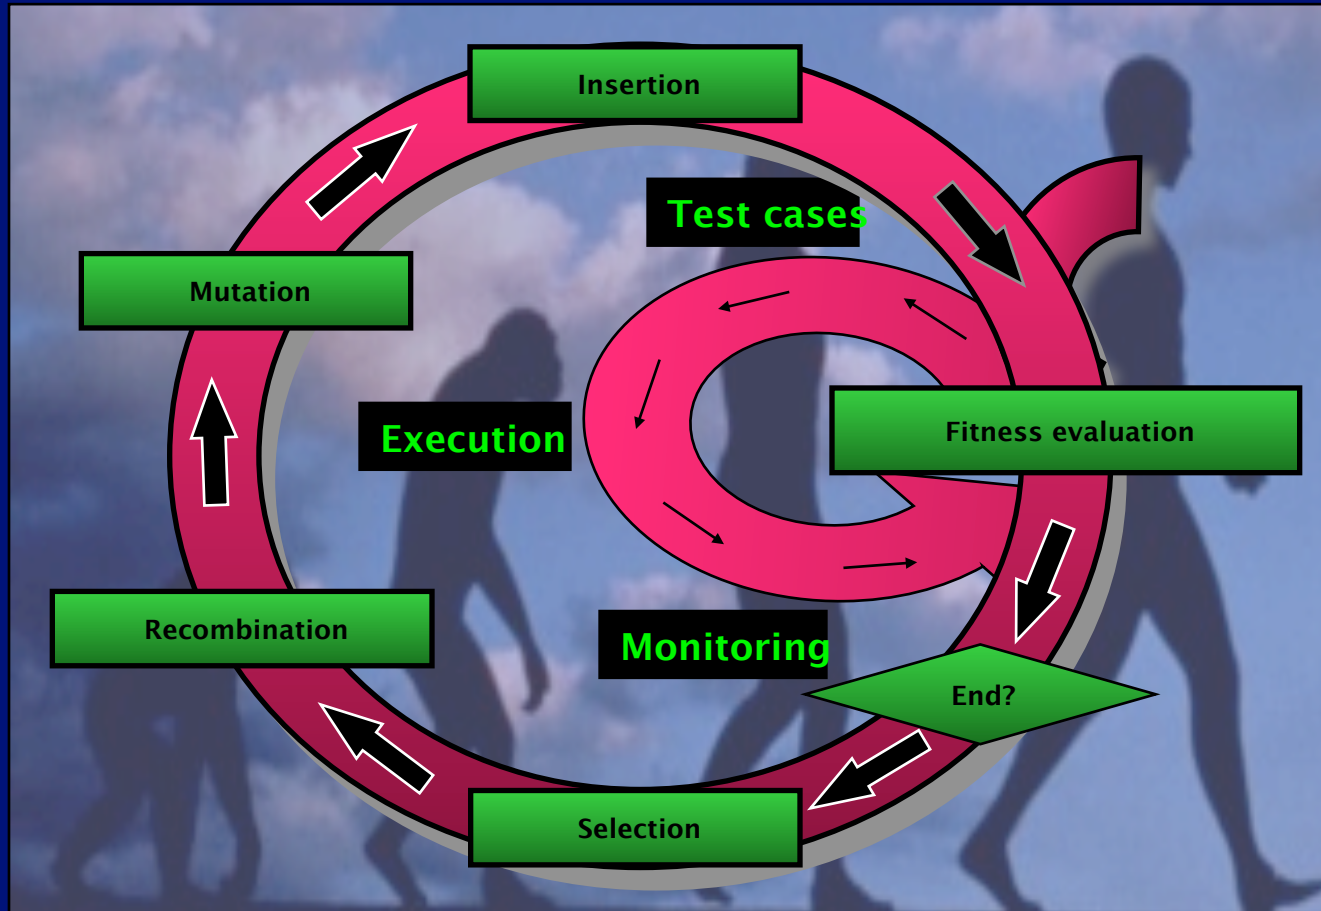 Insertion
Test cases
Mutation
Execution
Fitness evaluation
Recombination
Monitoring
End?
Selection